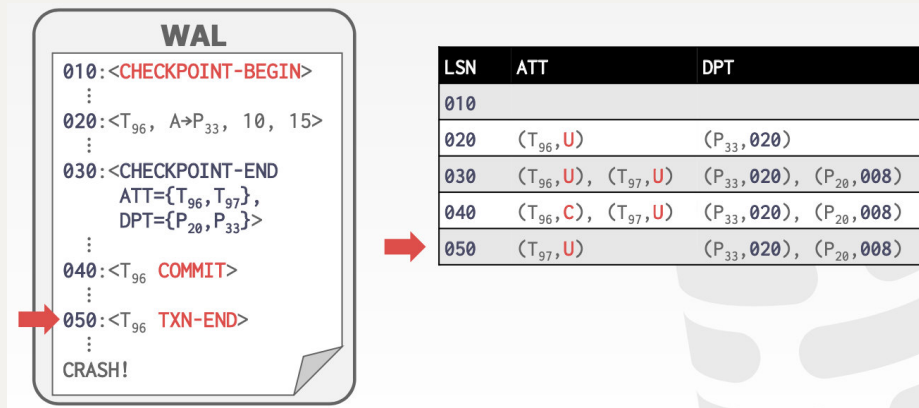 WAL
010:<CHECKPOINT-BEGIN>
⋮
020:<T₉₆, A→P₃₃, 10, 15>
⋮
030:<CHECKPOINT-END
ATT={T₉₆,T₉₇},
DPT={P₂₀,P₃₃}>
⋮
040:<T₉₆ COMMIT>
⋮
050:<T₉₆ TXN-END>
⋮
CRASH!
LSN ATT DPT
010
020 (T₉₆,U) (P₃₃,020)
030 (T₉₆,U), (T₉₇,U) (P₃₃,020), (P₂₀,008)
040 (T₉₆,C), (T₉₇,U) (P₃₃,020), (P₂₀,008)
050 (T₉₇,U) (P₃₃,020), (P₂₀,008)